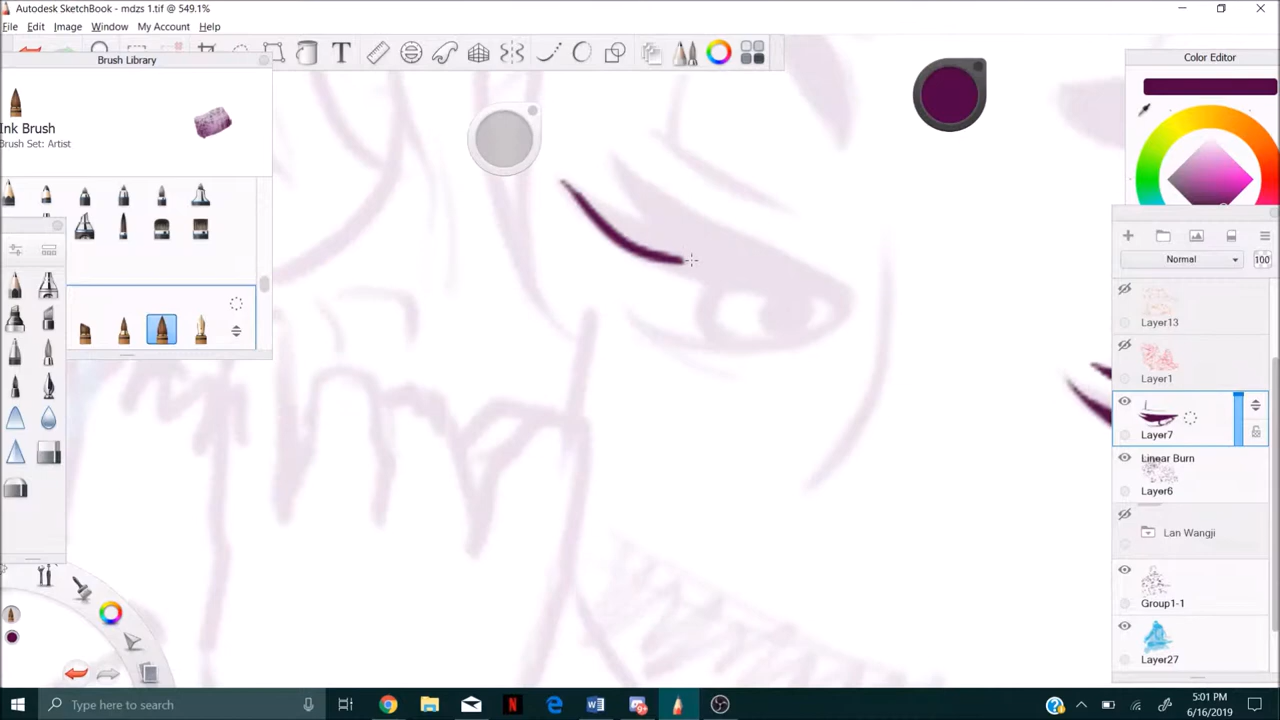 Autodesk SketchBook - mdzs 1.tif @ 549.1%
File Edit Image Window My Account Help
T
Brush Library
Ink Brush
Brush Set: Artist
Color Editor
Normal 100
Layer13
Layer1
Layer7
Linear Burn
Layer6
Lan Wangji
Group1-1
Layer27
Type here to search
5:01 PM
6/16/2019